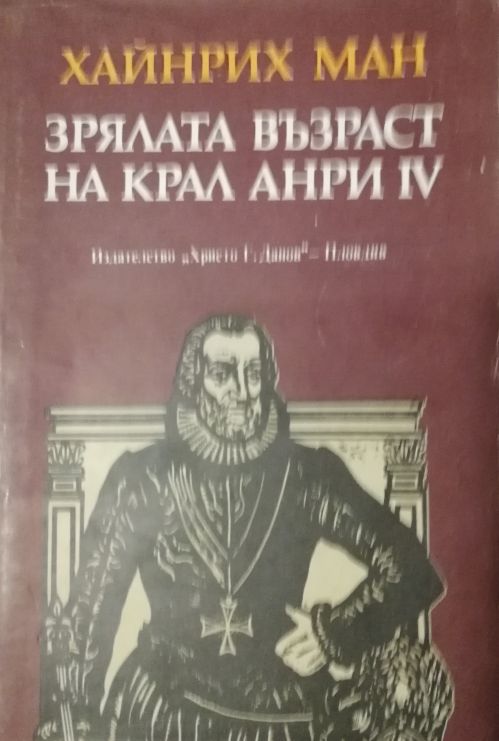 ХАЙНРИХ МАН
ЗРЯЛАТА ВЪЗРАСТ
НА КРАЛ АНРИ IV
Издателство „Христо Г. Данов" – Пловдив